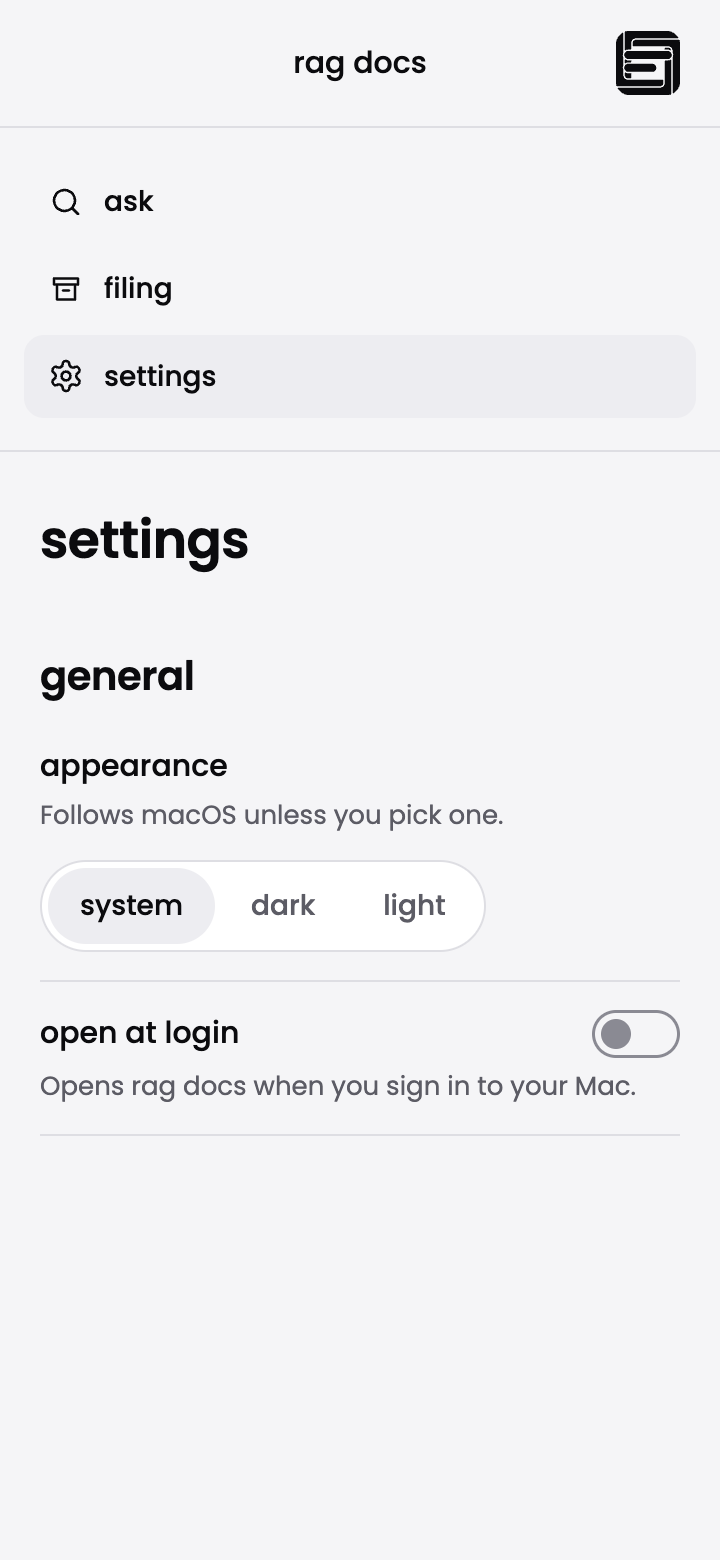 rag docs
ask
filing
settings
settings
general
appearance
Follows macOS unless you pick one.
system dark light
open at login
Opens rag docs when you sign in to your Mac.